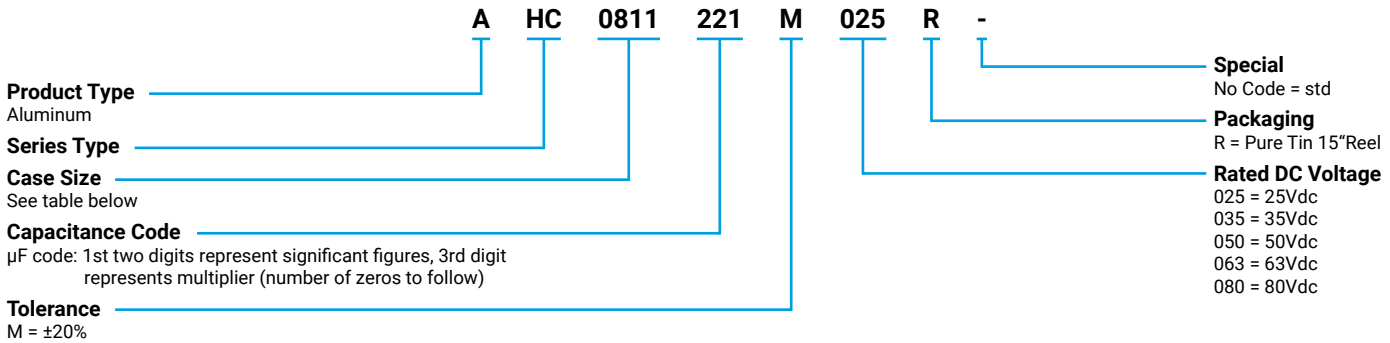 A HC 0811 221 M 025 R -
Product Type
Aluminum
Series Type
Case Size
See table below
Capacitance Code
µF code: 1st two digits represent significant figures, 3rd digit
represents multiplier (number of zeros to follow)
Tolerance
M = ±20%
Special
No Code = std
Packaging
R = Pure Tin 15“Reel
Rated DC Voltage
025 = 25Vdc
035 = 35Vdc
050 = 50Vdc
063 = 63Vdc
080 = 80Vdc